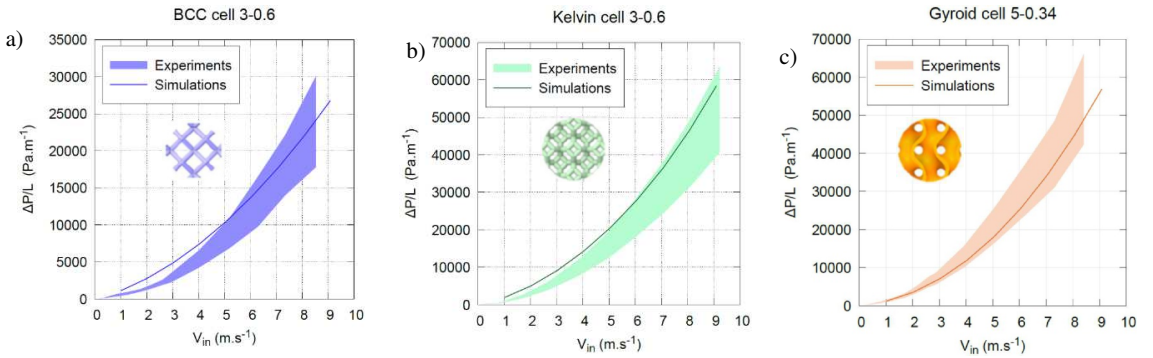 BCC cell 3-0.6
a)
35000
30000
25000
20000
15000
10000
5000
0
ΔP/L (Pa.m⁻¹)
Experiments
Simulations
0 1 2 3 4 5 6 7 8 9 10
V_in (m.s⁻¹)
Kelvin cell 3-0.6
b)
70000
60000
50000
40000
30000
20000
10000
0
ΔP/L (Pa.m⁻¹)
Experiments
Simulations
0 1 2 3 4 5 6 7 8 9 10
V_in (m.s⁻¹)
Gyroid cell 5-0.34
c)
70000
60000
50000
40000
30000
20000
10000
0
ΔP/L (Pa.m⁻¹)
Experiments
Simulations
0 1 2 3 4 5 6 7 8 9 10
V_in (m.s⁻¹)